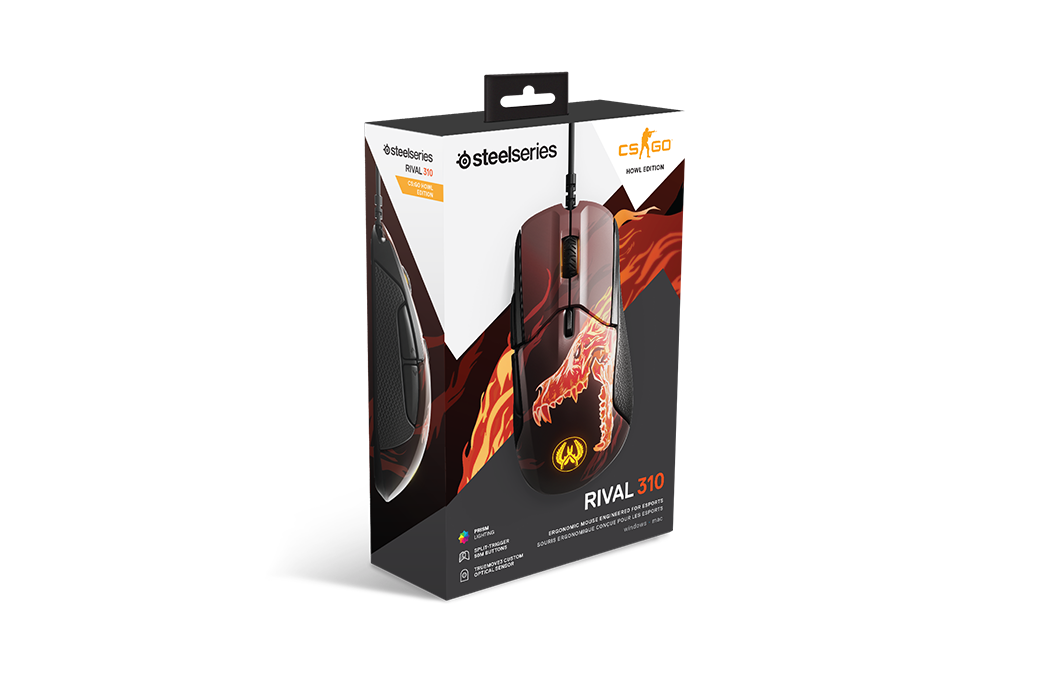 steelseries
RIVAL 310
CS:GO HOWL
EDITION
steelseries
CS GO
HOWL EDITION
RIVAL 310
ERGONOMIC MOUSE ENGINEERED FOR ESPORTS
SOURIS ERGONOMIQUE CONÇUE POUR LES ESPORTS
windows mac
PRISM
LIGHTING
SPLIT-TRIGGER
50M BUTTONS
TRUEMOVE3 CUSTOM
OPTICAL SENSOR